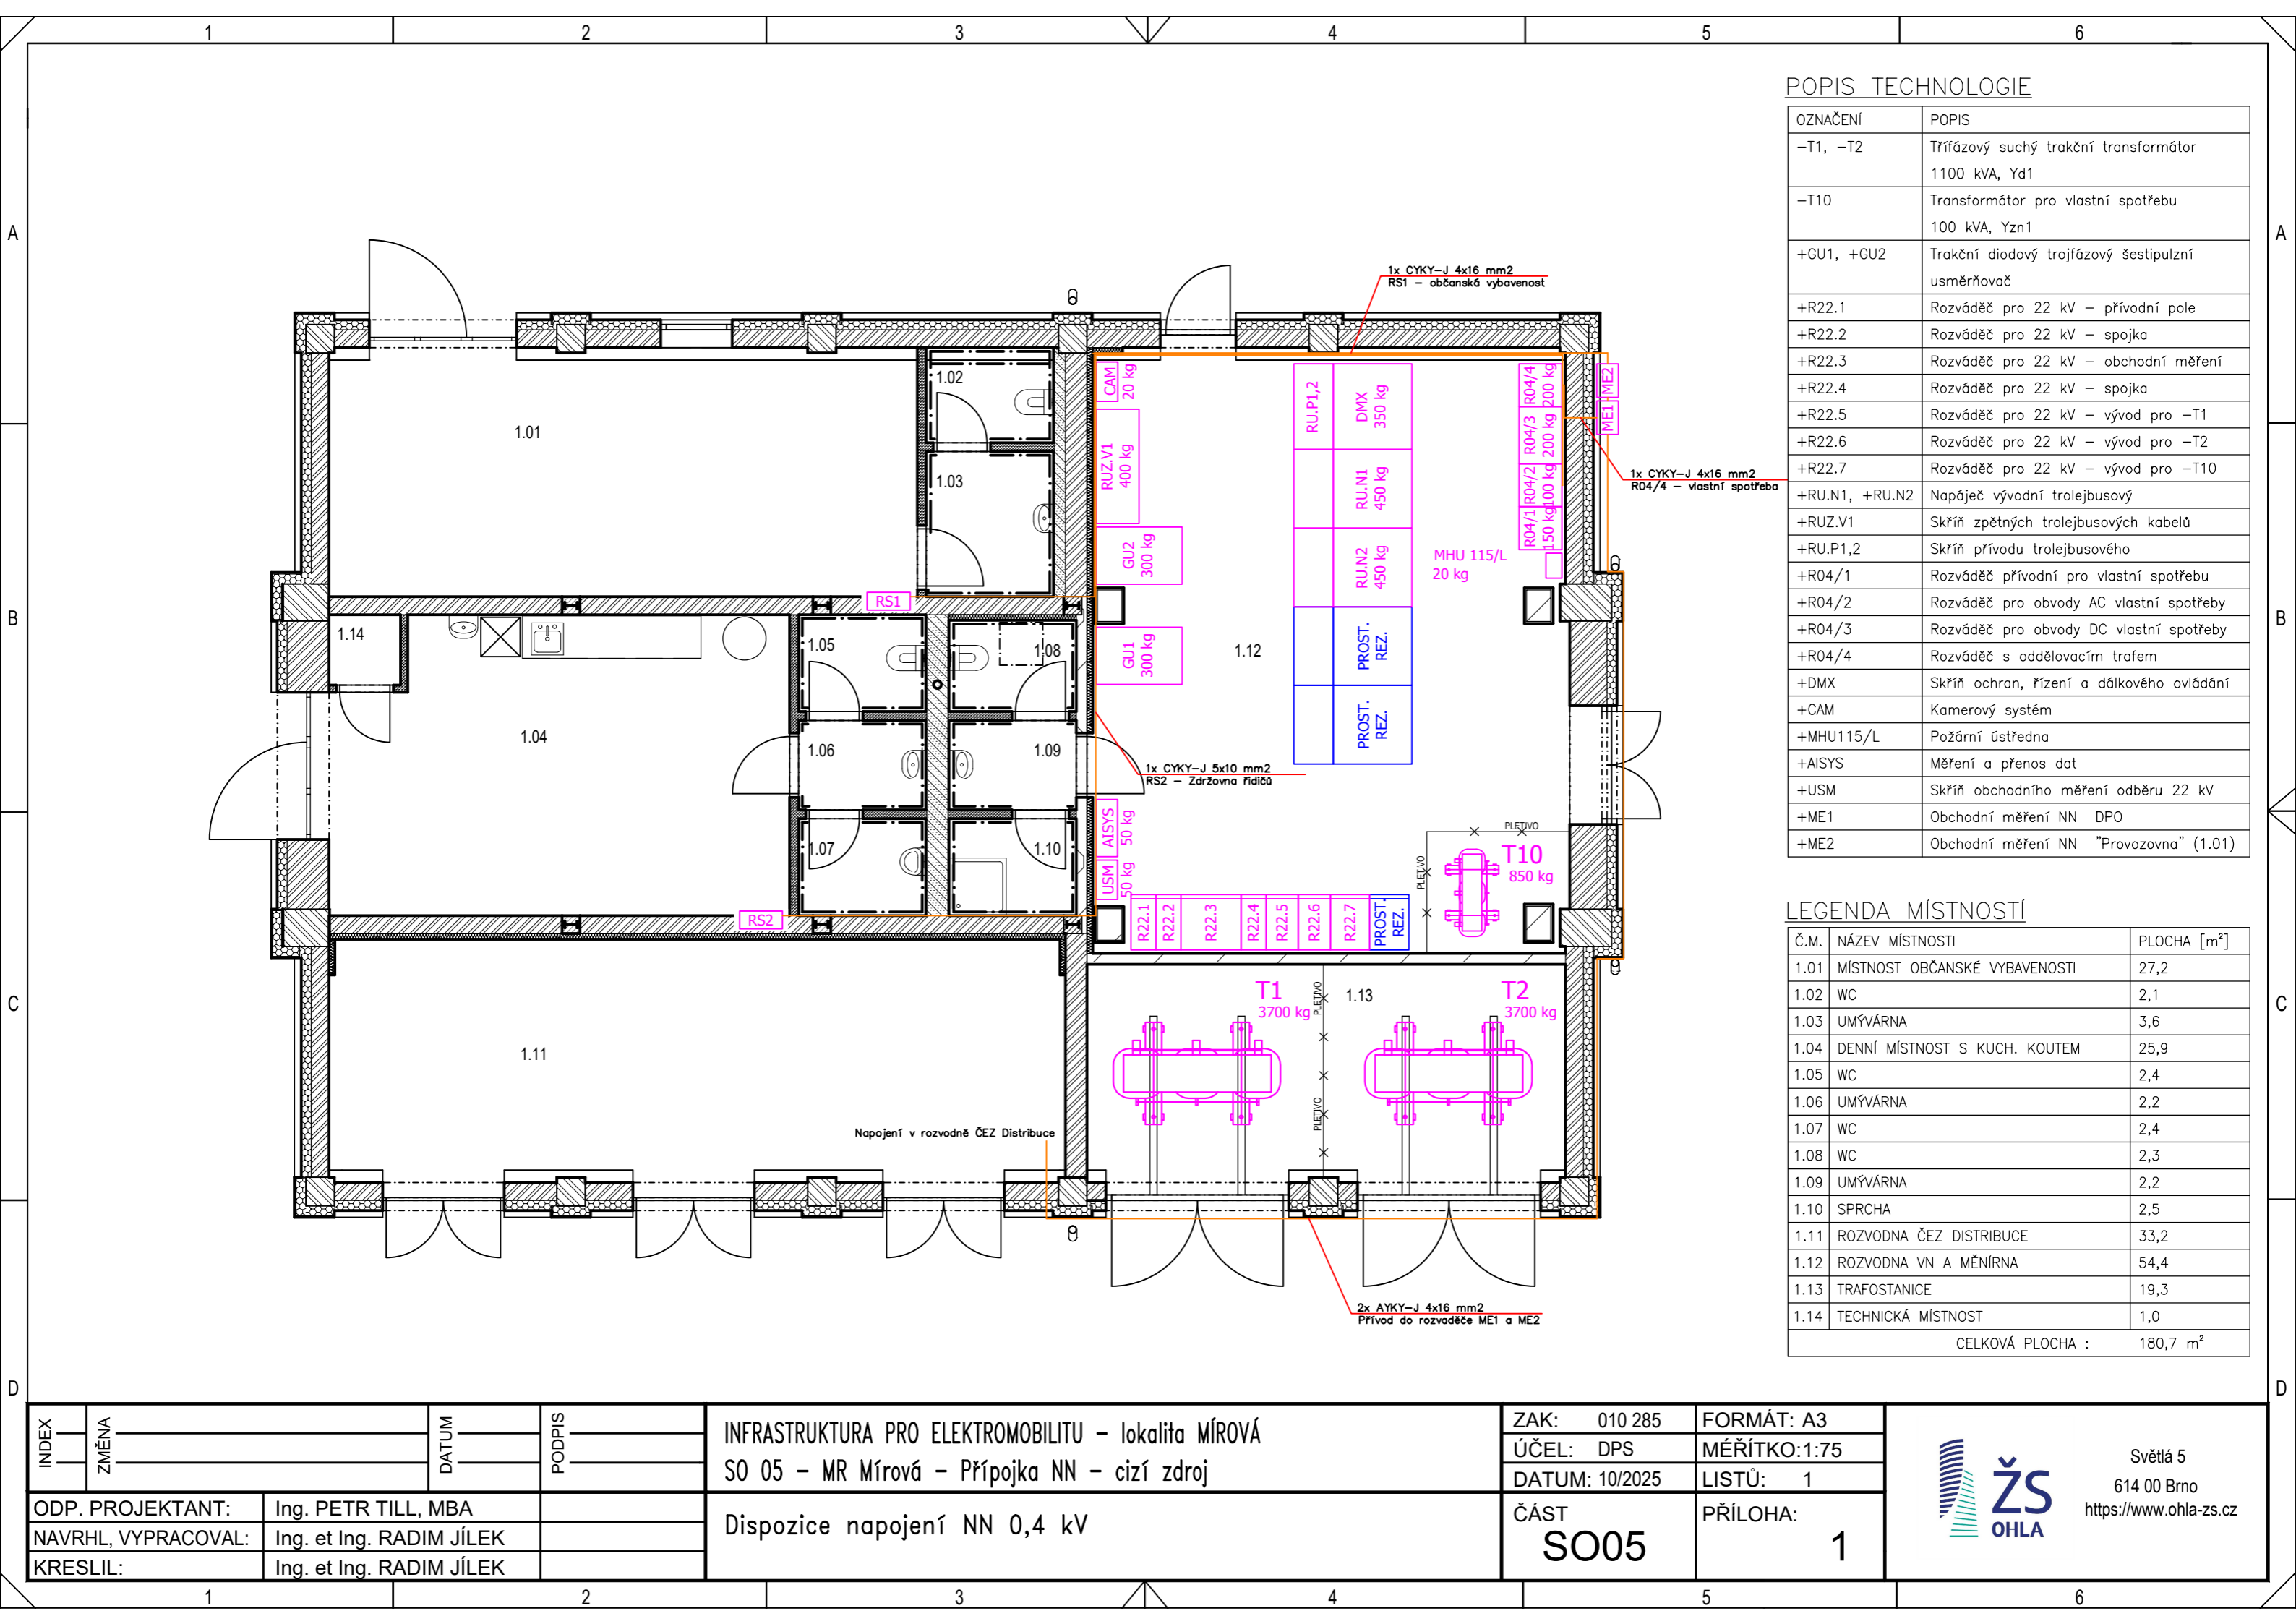 1 2 3 4 5 6
A
B
C
D
A
B
C
D
POPIS TECHNOLOGIE
OZNAČENÍ POPIS
–T1, –T2 Třífázový suchý trakční transformátor
1100 kVA, Yd1
–T10 Transformátor pro vlastní spotřebu
100 kVA, Yzn1
+GU1, +GU2 Trakční diodový trojfázový šestipulzní
usměrňovač
+R22.1 Rozváděč pro 22 kV – přívodní pole
+R22.2 Rozváděč pro 22 kV – spojka
+R22.3 Rozváděč pro 22 kV – obchodní měření
+R22.4 Rozváděč pro 22 kV – spojka
+R22.5 Rozváděč pro 22 kV – vývod pro –T1
+R22.6 Rozváděč pro 22 kV – vývod pro –T2
+R22.7 Rozváděč pro 22 kV – vývod pro –T10
+RU.N1, +RU.N2 Napáječ vývodní trolejbusový
+RUZ.V1 Skříň zpětných trolejbusových kabelů
+RU.P1,2 Skříň přívodu trolejbusového
+R04/1 Rozváděč přívodní pro vlastní spotřebu
+R04/2 Rozváděč pro obvody AC vlastní spotřeby
+R04/3 Rozváděč pro obvody DC vlastní spotřeby
+R04/4 Rozváděč s oddělovacím trafem
+DMX Skříň ochran, řízení a dálkového ovládání
+CAM Kamerový systém
+MHU115/L Požární ústředna
+AISYS Měření a přenos dat
+USM Skříň obchodního měření odběru 22 kV
+ME1 Obchodní měření NN DPO
+ME2 Obchodní měření NN "Provozovna" (1.01)
LEGENDA MÍSTNOSTÍ
Č.M. NÁZEV MÍSTNOSTI PLOCHA [m²]
1.01 MÍSTNOST OBČANSKÉ VYBAVENOSTI 27,2
1.02 WC 2,1
1.03 UMÝVÁRNA 3,6
1.04 DENNÍ MÍSTNOST S KUCH. KOUTEM 25,9
1.05 WC 2,4
1.06 UMÝVÁRNA 2,2
1.07 WC 2,4
1.08 WC 2,3
1.09 UMÝVÁRNA 2,2
1.10 SPRCHA 2,5
1.11 ROZVODNA ČEZ DISTRIBUCE 33,2
1.12 ROZVODNA VN A MĚNÍRNA 54,4
1.13 TRAFOSTANICE 19,3
1.14 TECHNICKÁ MÍSTNOST 1,0
CELKOVÁ PLOCHA : 180,7 m²
1x CYKY–J 4x16 mm2
RS1 – občanská vybavenost
1x CYKY–J 4x16 mm2
R04/4 – vlastní spotřeba
1x CYKY–J 5x10 mm2
RS2 – Zdržovna řidičů
2x AYKY–J 4x16 mm2
Přívod do rozvaděče ME1 a ME2
Napojení v rozvodně ČEZ Distribuce
1.01
1.02
1.03
1.04
1.05
1.06
1.07
1.08
1.09
1.10
1.11
1.12
1.13
1.14
RS1
RS2
CAM
20 kg
RUZ.V1
400 kg
GU2
300 kg
GU1
300 kg
AISYS
50 kg
USM
50 kg
RU.P1,2
DMX
350 kg
RU.N1
450 kg
RU.N2
450 kg
PROST.
REZ.
PROST.
REZ.
R04/4
200 kg
R04/3
200 kg
R04/2
100 kg
R04/1
150 kg
ME2
ME1
MHU 115/L
20 kg
R22.1
R22.2
R22.3
R22.4
R22.5
R22.6
R22.7
PROST.
REZ.
PLETIVO
PLETIVO
T10
850 kg
T1
3700 kg
PLETIVO
PLETIVO
T2
3700 kg
INDEX
ZMĚNA
DATUM
PODPIS
INFRASTRUKTURA PRO ELEKTROMOBILITU – lokalita MÍROVÁ
SO 05 – MR Mírová – Přípojka NN – cizí zdroj
Dispozice napojení NN 0,4 kV
ODP. PROJEKTANT: Ing. PETR TILL, MBA
NAVRHL, VYPRACOVAL: Ing. et Ing. RADIM JÍLEK
KRESLIL: Ing. et Ing. RADIM JÍLEK
ZAK: 010 285
FORMÁT: A3
ÚČEL: DPS
MĚŘÍTKO:1:75
DATUM: 10/2025
LISTŮ: 1
ČÁST
SO05
PŘÍLOHA:
1
ŽS
OHLA
Světlá 5
614 00 Brno
https://www.ohla-zs.cz
1 2 3 4 5 6